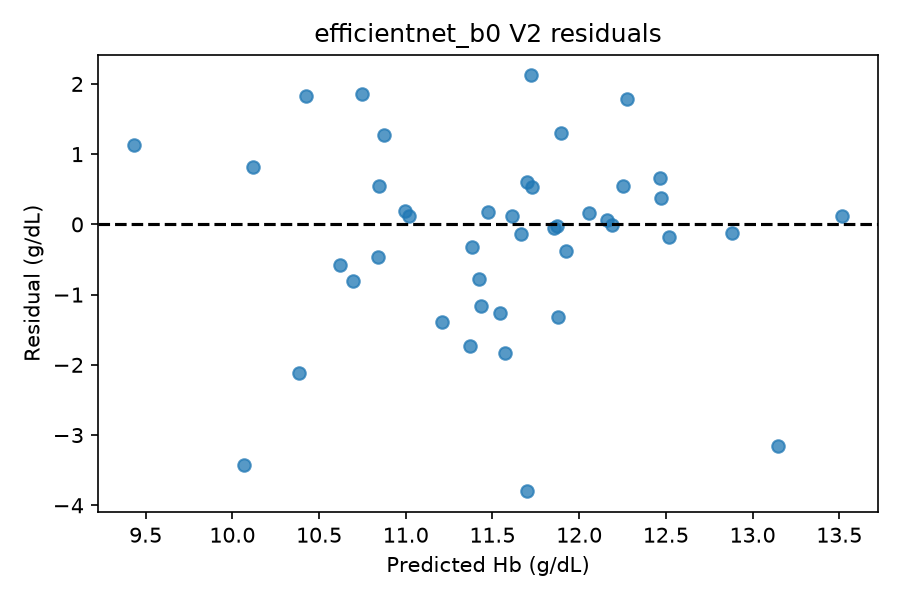 efficientnet_b0 V2 residuals
Residual (g/dL)
2
1
0
−1
−2
−3
−4
9.5 10.0 10.5 11.0 11.5 12.0 12.5 13.0 13.5
Predicted Hb (g/dL)